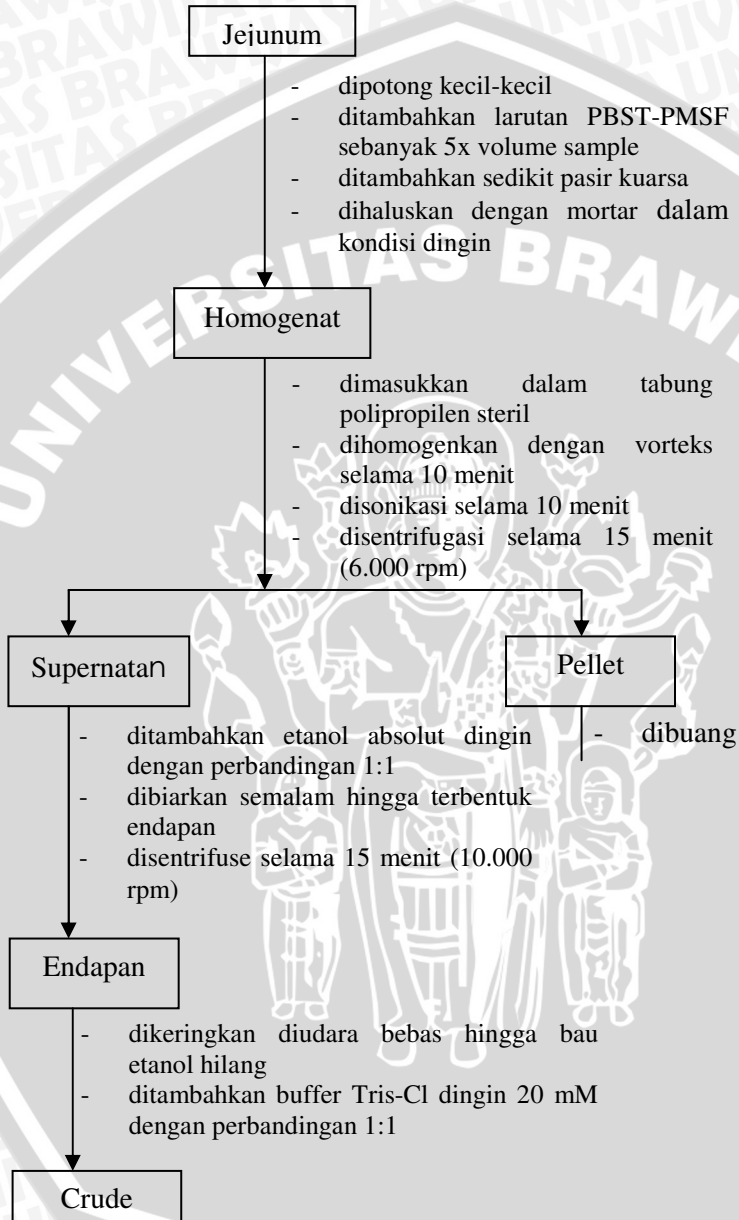 Jejunum
- dipotong kecil-kecil
- ditambahkan larutan PBST-PMSF
sebanyak 5x volume sample
- ditambahkan sedikit pasir kuarsa
- dihaluskan dengan mortar dalam
kondisi dingin
Homogenat
- dimasukkan dalam tabung
polipropilen steril
- dihomogenkan dengan vorteks
selama 10 menit
- disonikasi selama 10 menit
- disentrifugasi selama 15 menit
(6.000 rpm)
Supernatan
Pellet
- ditambahkan etanol absolut dingin
dengan perbandingan 1:1
- dibiarkan semalam hingga terbentuk
endapan
- disentrifuse selama 15 menit (10.000
rpm)
- dibuang
Endapan
- dikeringkan diudara bebas hingga bau
etanol hilang
- ditambahkan buffer Tris-Cl dingin 20 mM
dengan perbandingan 1:1
Crude
UNIVERSITAS BRAWI